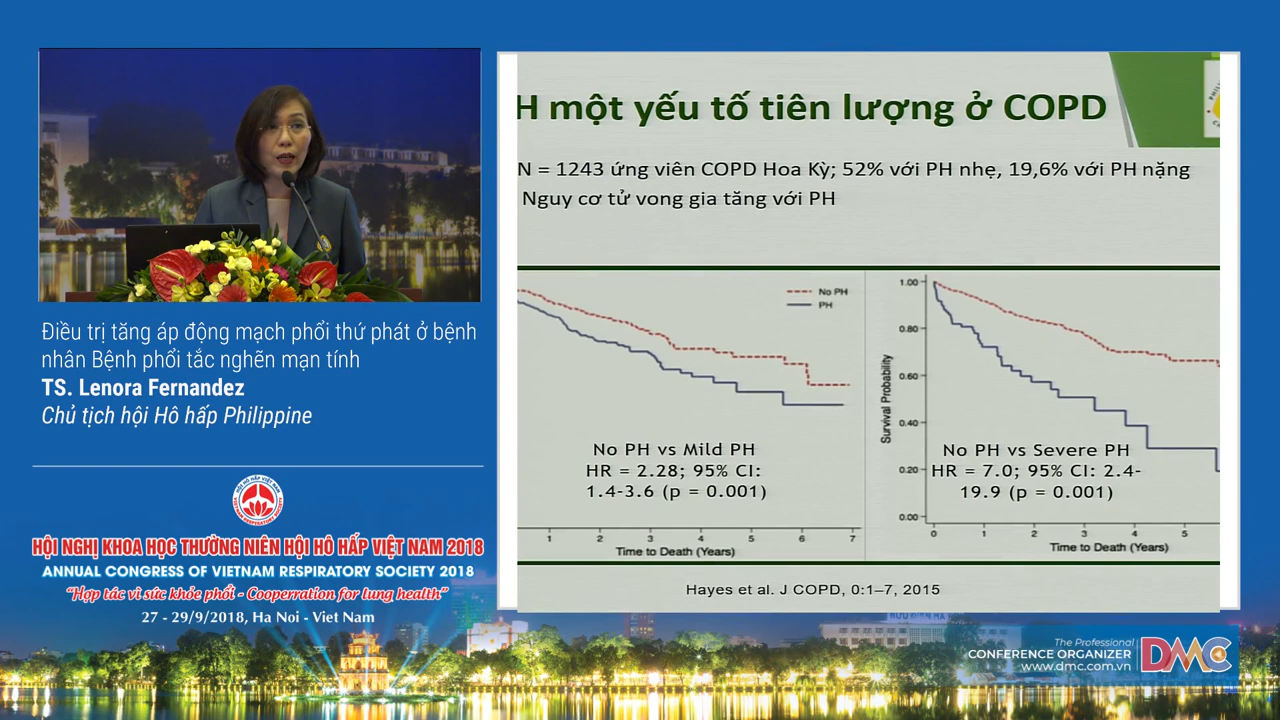 Điều trị tăng áp động mạch phổi thứ phát ở bệnh
nhân Bệnh phổi tắc nghẽn mạn tính
TS. Lenora Fernandez
Chủ tịch hội Hô hấp Philippine
HỘI HÔ HẤP VIỆT NAM
VIETNAM RESPIRATORY SOCIETY
HỘI NGHỊ KHOA HỌC THƯỜNG NIÊN HỘI HÔ HẤP VIỆT NAM 2018
ANNUAL CONGRESS OF VIETNAM RESPIRATORY SOCIETY 2018
"Hợp tác vì sức khỏe phổi - Cooperration for lung health"
27 - 29/9/2018, Ha Noi - Viet Nam
H một yếu tố tiên lượng ở COPD
N = 1243 ứng viên COPD Hoa Kỳ; 52% với PH nhẹ, 19,6% với PH nặng
Nguy cơ tử vong gia tăng với PH
No PH
PH
No PH vs Mild PH
HR = 2.28; 95% CI:
1.4-3.6 (p = 0.001)
1 2 3 4 5 6 7
Time to Death (Years)
Survival Probability
1.00
0.80
0.60
0.40
0.20
0.00
No PH vs Severe PH
HR = 7.0; 95% CI: 2.4-
19.9 (p = 0.001)
0 1 2 3 4 5
Time to Death (Years)
Hayes et al. J COPD, 0:1–7, 2015
The Professional
CONFERENCE ORGANIZER
www.dmc.com.vn
DMC